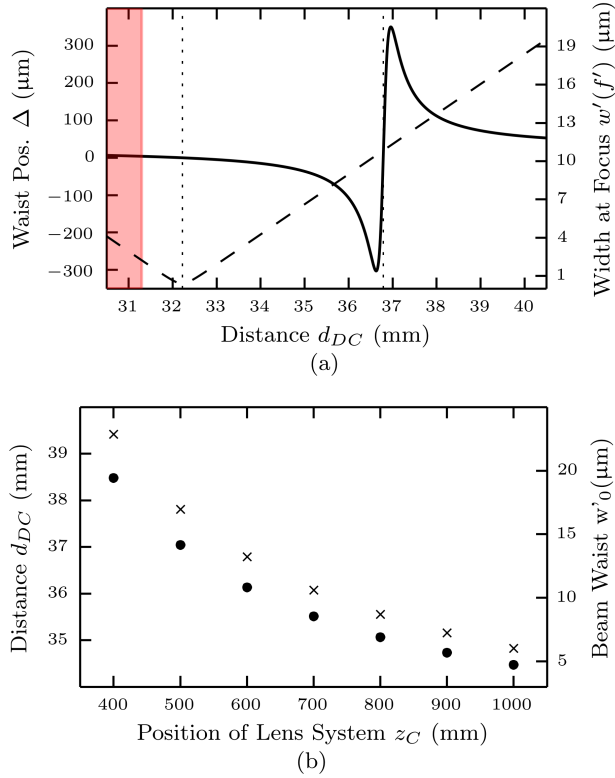 300
200
100
0
−100
−200
−300
Waist Pos. Δ (μm)
19
16
13
10
7
4
1
Width at Focus w′(f′) (μm)
31 32 33 34 35 36 37 38 39 40
Distance d_DC (mm)
(a)
39
38
37
36
35
Distance d_DC (mm)
20
15
10
5
Beam Waist w'₀(μm)
400 500 600 700 800 900 1000
Position of Lens System z_C (mm)
(b)